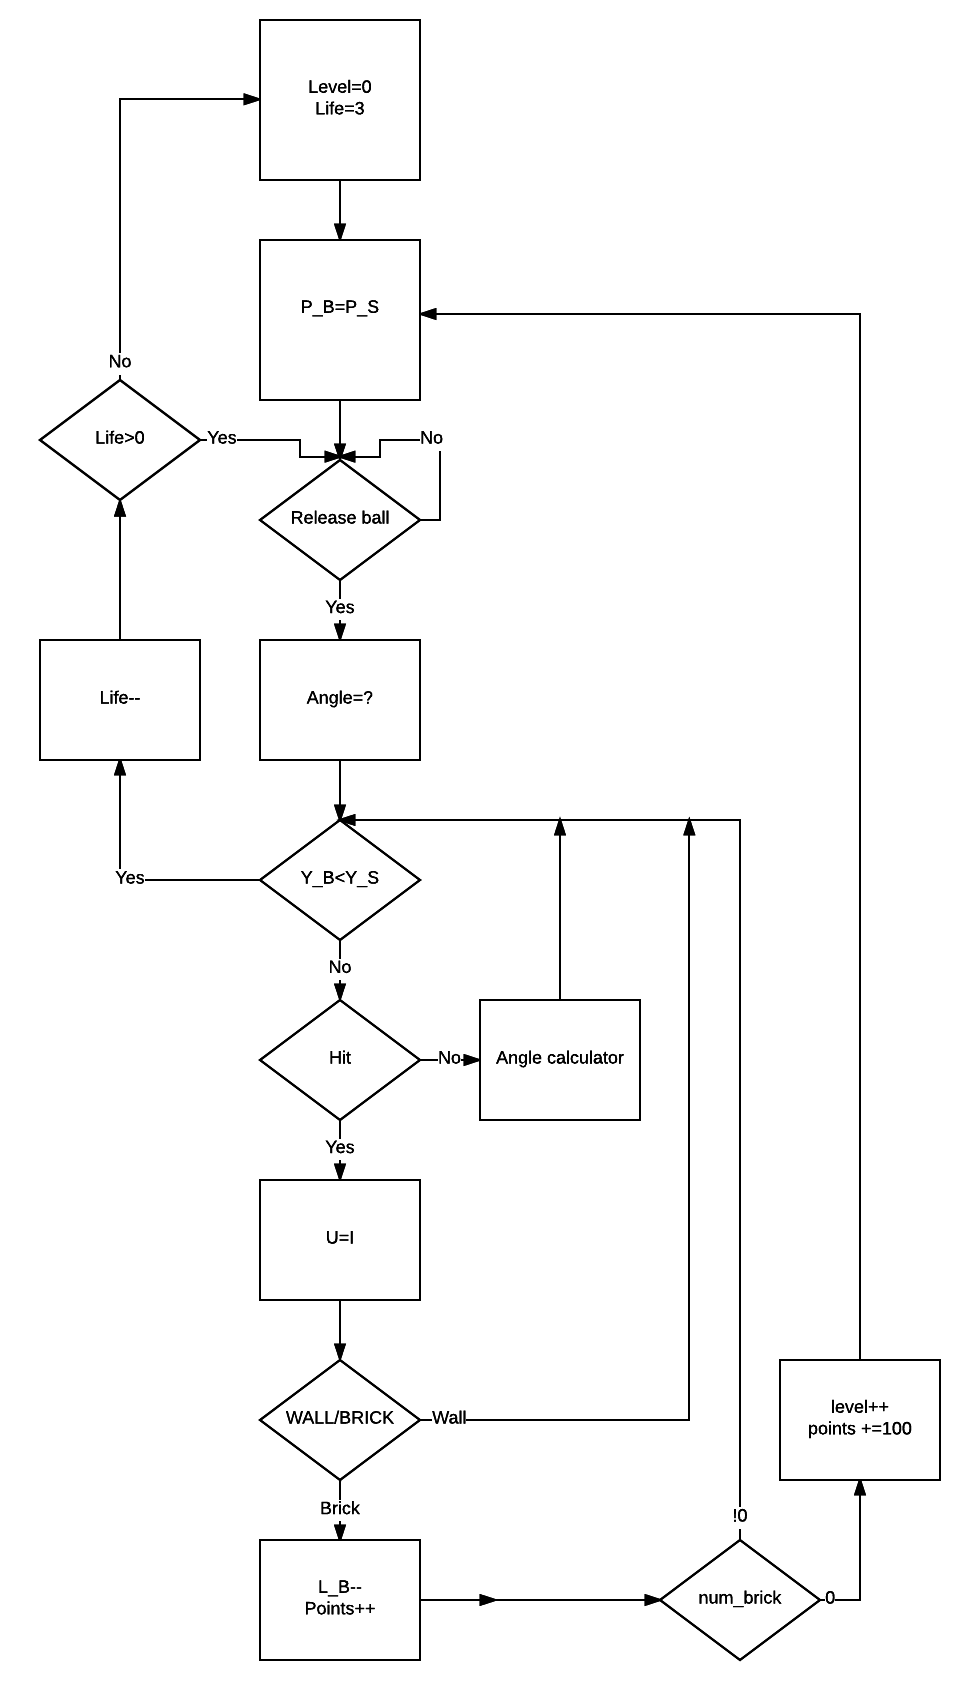 Level=0
Life=3
P_B=P_S
No
Life>0
Yes
No
Release ball
Yes
Life--
Angle=?
Yes
Y_B<Y_S
No
Hit
No
Angle calculator
Yes
U=I
WALL/BRICK
Wall
level++
points +=100
Brick
!0
L_B--
Points++
num_brick
0